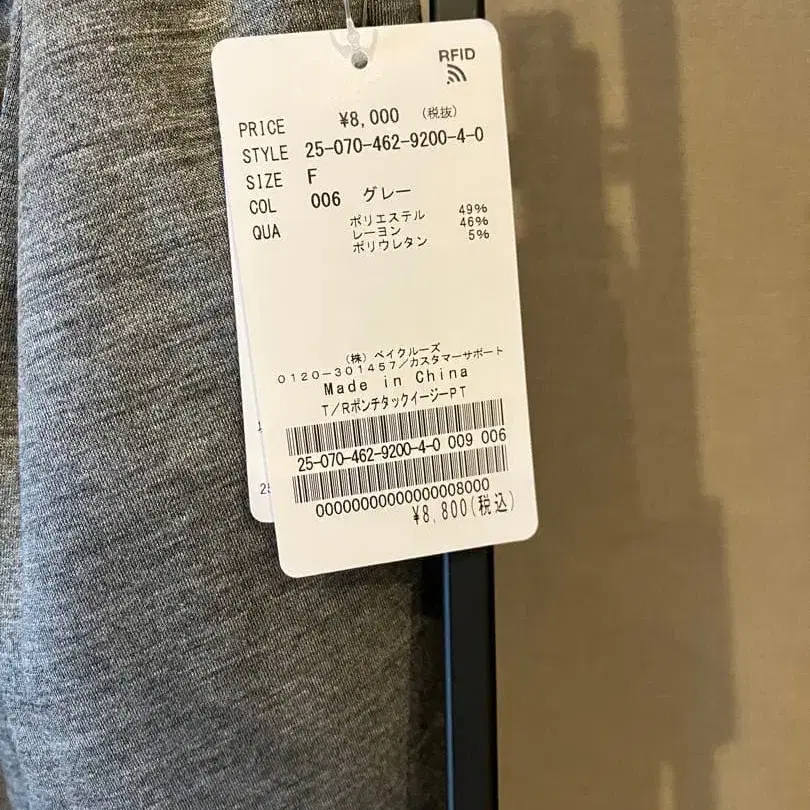 RFID
PRICE ¥8,000 (税抜)
STYLE 25-070-462-9200-4-0
SIZE F
COL 006 グレー
QUA ポリエステル 49%
レーヨン 46%
ポリウレタン 5%
(株) ベイクルーズ
0120-301457/カスタマーサポート
Made in China
T/RポンチタックイージーPT
25-070-462-9200-4-0 009 006
00000000000000008000
¥8,800(税込)
25